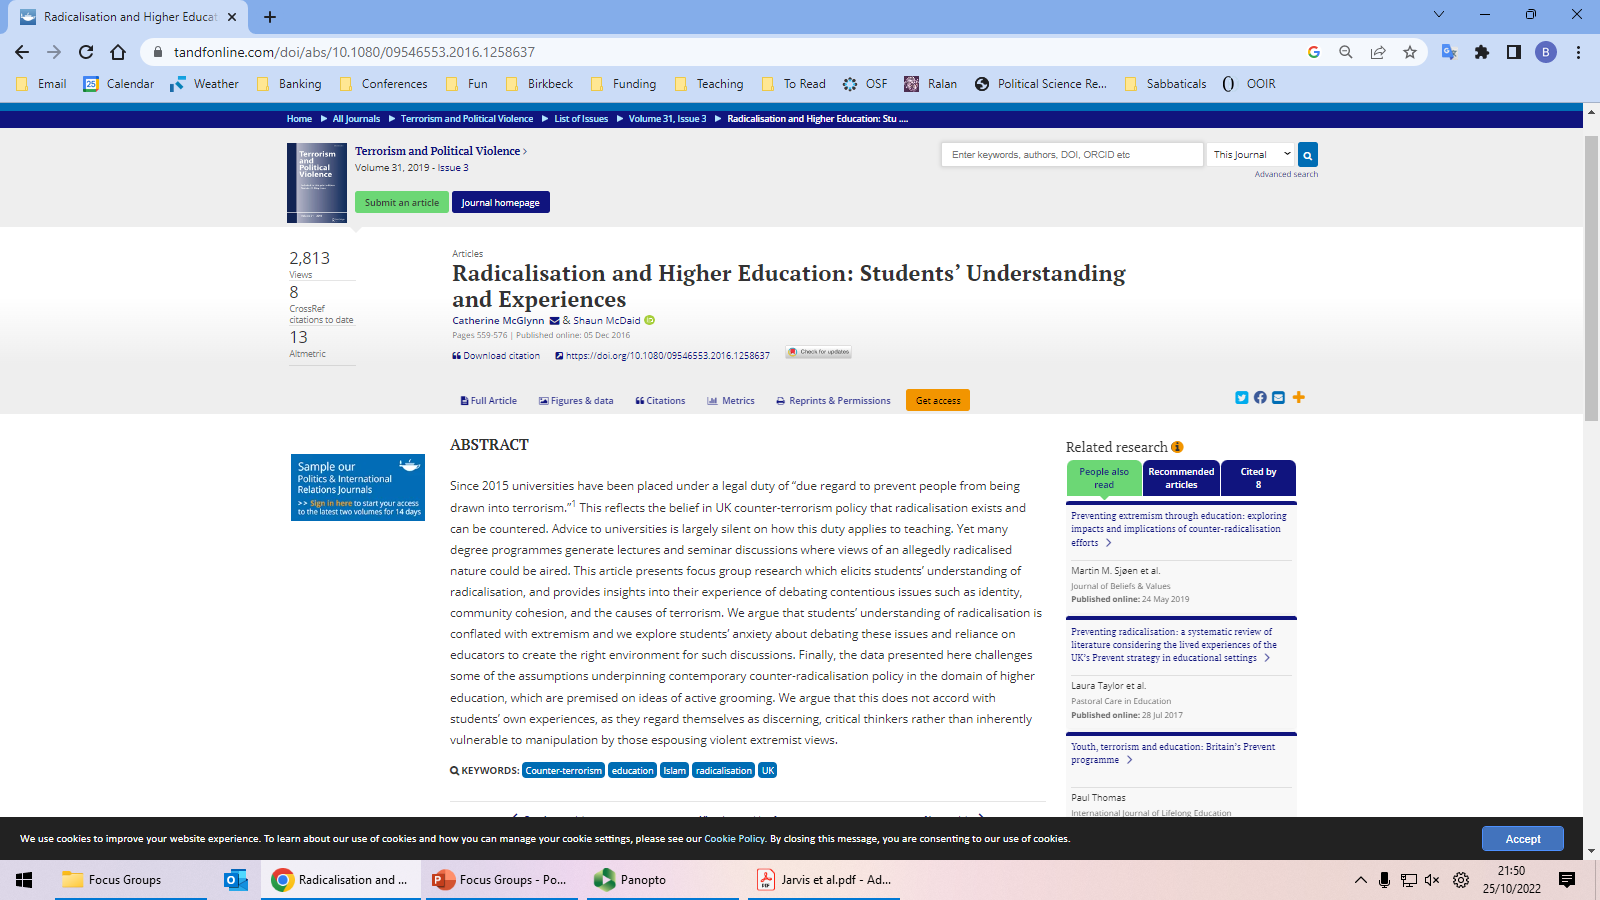 Radicalisation and Higher Educat
tandfonline.com/doi/abs/10.1080/09546553.2016.1258637
B
Email
25
Calendar
Weather
Banking
Conferences
Fun
Birkbeck
Funding
Teaching
To Read
OSF
Ralan
Political Science Re...
Sabbaticals
OOIR
Home
All Journals
Terrorism and Political Violence
List of Issues
Volume 31, Issue 3
Radicalisation and Higher Education: Stu ....
Terrorism
and
Political
Violence
Terrorism and Political Violence >
Volume 31, 2019 - Issue 3
Submit an article
Journal homepage
Enter keywords, authors, DOI, ORCID etc
This Journal
Advanced search
2,813
Views
8
CrossRef
citations to date
13
Altmetric
Articles
Radicalisation and Higher Education: Students’ Understanding
and Experiences
Catherine McGlynn & Shaun McDaid
Pages 559-576 | Published online: 05 Dec 2016
Download citation
https://doi.org/10.1080/09546553.2016.1258637
Check for updates
Full Article
Figures & data
Citations
Metrics
Reprints & Permissions
Get access
Sample our
Politics & International
Relations Journals
>> Sign in here to start your access
to the latest two volumes for 14 days
ABSTRACT
Since 2015 universities have been placed under a legal duty of “due regard to prevent people from being
drawn into terrorism.”1 This reflects the belief in UK counter-terrorism policy that radicalisation exists and
can be countered. Advice to universities is largely silent on how this duty applies to teaching. Yet many
degree programmes generate lectures and seminar discussions where views of an allegedly radicalised
nature could be aired. This article presents focus group research which elicits students’ understanding of
radicalisation, and provides insights into their experience of debating contentious issues such as identity,
community cohesion, and the causes of terrorism. We argue that students’ understanding of radicalisation is
conflated with extremism and we explore students’ anxiety about debating these issues and reliance on
educators to create the right environment for such discussions. Finally, the data presented here challenges
some of the assumptions underpinning contemporary counter-radicalisation policy in the domain of higher
education, which are premised on ideas of active grooming. We argue that this does not accord with
students’ own experiences, as they regard themselves as discerning, critical thinkers rather than inherently
vulnerable to manipulation by those espousing violent extremist views.
KEYWORDS: Counter-terrorism education Islam radicalisation UK
Related research
People also
read
Recommended
articles
Cited by
8
Preventing extremism through education: exploring
impacts and implications of counter-radicalisation
efforts
Martin M. Sjøen et al.
Journal of Beliefs & Values
Published online: 24 May 2019
Preventing radicalisation: a systematic review of
literature considering the lived experiences of the
UK’s Prevent strategy in educational settings
Laura Taylor et al.
Pastoral Care in Education
Published online: 28 Jul 2017
Youth, terrorism and education: Britain’s Prevent
programme
Paul Thomas
International Journal of Lifelong Education
We use cookies to improve your website experience. To learn about our use of cookies and how you can manage your cookie settings, please see our Cookie Policy. By closing this message, you are consenting to our use of cookies.
Accept
Focus Groups
Radicalisation and ...
Focus Groups - Po...
Panopto
Jarvis et al.pdf - Ad...
21:50
25/10/2022